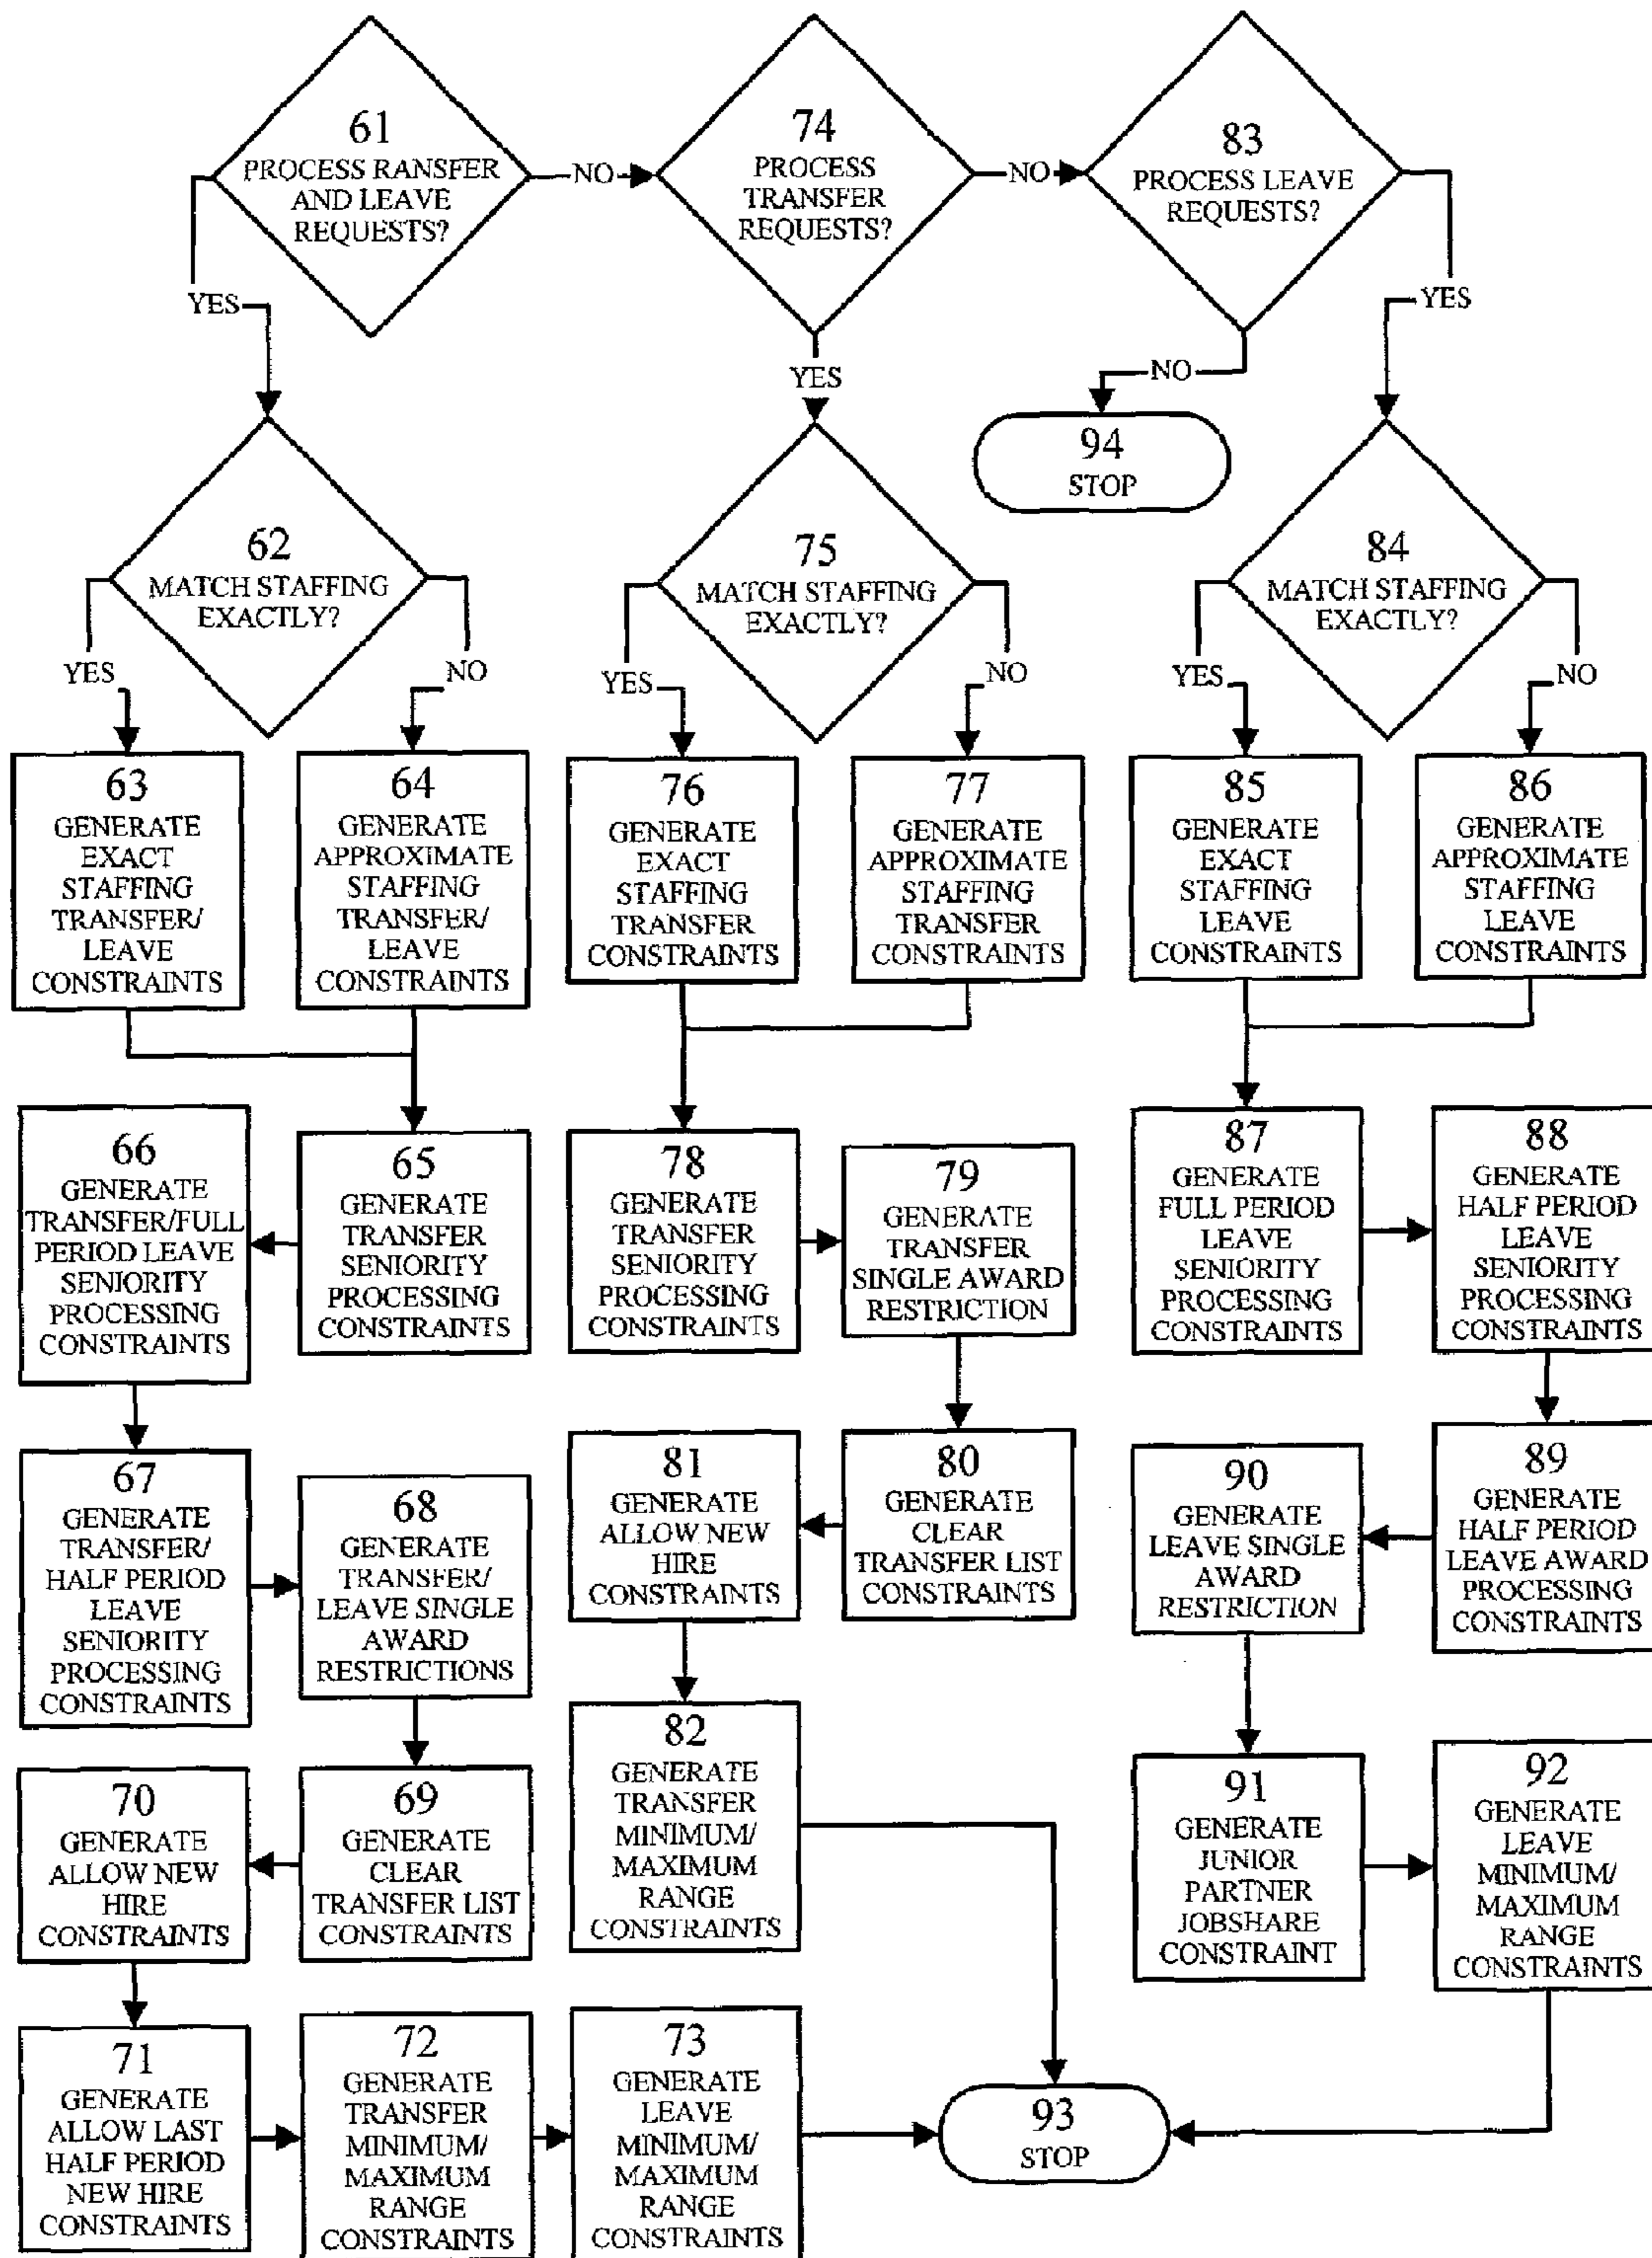 61
PROCESS RANSFER
AND LEAVE
REQUESTS?
NO
74
PROCESS
TRANSFER
REQUESTS?
NO
83
PROCESS LEAVE
REQUESTS?
YES
YES
NO
YES
94
STOP
62
MATCH STAFFING
EXACTLY?
YES
NO
75
MATCH STAFFING
EXACTLY?
YES
NO
84
MATCH STAFFING
EXACTLY?
YES
NO
63
GENERATE
EXACT
STAFFING
TRANSFER/
LEAVE
CONSTRAINTS
64
GENERATE
APPROXIMATE
STAFFING
TRANSFER/
LEAVE
CONSTRAINTS
76
GENERATE
EXACT
STAFFING
TRANSFER
CONSTRAINTS
77
GENERATE
APPROXIMATE
STAFFING
TRANSFER
CONSTRAINTS
85
GENERATE
EXACT
STAFFING
LEAVE
CONSTRAINTS
86
GENERATE
APPROXIMATE
STAFFING
LEAVE
CONSTRAINTS
66
GENERATE
TRANSFER/FULL
PERIOD LEAVE
SENIORITY
PROCESSING
CONSTRAINTS
65
GENERATE
TRANSFER
SENIORITY
PROCESSING
CONSTRAINTS
78
GENERATE
TRANSFER
SENIORITY
PROCESSING
CONSTRAINTS
79
GENERATE
TRANSFER
SINGLE AWARD
RESTRICTION
87
GENERATE
FULL PERIOD
LEAVE
SENIORITY
PROCESSING
CONSTRAINTS
88
GENERATE
HALF PERIOD
LEAVE
SENIORITY
PROCESSING
CONSTRAINTS
67
GENERATE
TRANSFER/
HALF PERIOD
LEAVE
SENIORITY
PROCESSING
CONSTRAINTS
68
GENERATE
TRANSFER/
LEAVE SINGLE
AWARD
RESTRICTIONS
81
GENERATE
ALLOW NEW
HIRE
CONSTRAINTS
80
GENERATE
CLEAR
TRANSFER LIST
CONSTRAINTS
90
GENERATE
LEAVE SINGLE
AWARD
RESTRICTION
89
GENERATE
HALF PERIOD
LEAVE AWARD
PROCESSING
CONSTRAINTS
70
GENERATE
ALLOW NEW
HIRE
CONSTRAINTS
69
GENERATE
CLEAR
TRANSFER LIST
CONSTRAINTS
82
GENERATE
TRANSFER
MINIMUM/
MAXIMUM
RANGE
CONSTRAINTS
91
GENERATE
JUNIOR
PARTNER
JOBSHARE
CONSTRAINT
92
GENERATE
LEAVE
MINIMUM/
MAXIMUM
RANGE
CONSTRAINTS
71
GENERATE
ALLOW LAST
HALF PERIOD
NEW HIRE
CONSTRAINTS
72
GENERATE
TRANSFER
MINIMUM/
MAXIMUM
RANGE
CONSTRAINTS
73
GENERATE
LEAVE
MINIMUM/
MAXIMUM
RANGE
CONSTRAINTS
93
STOP